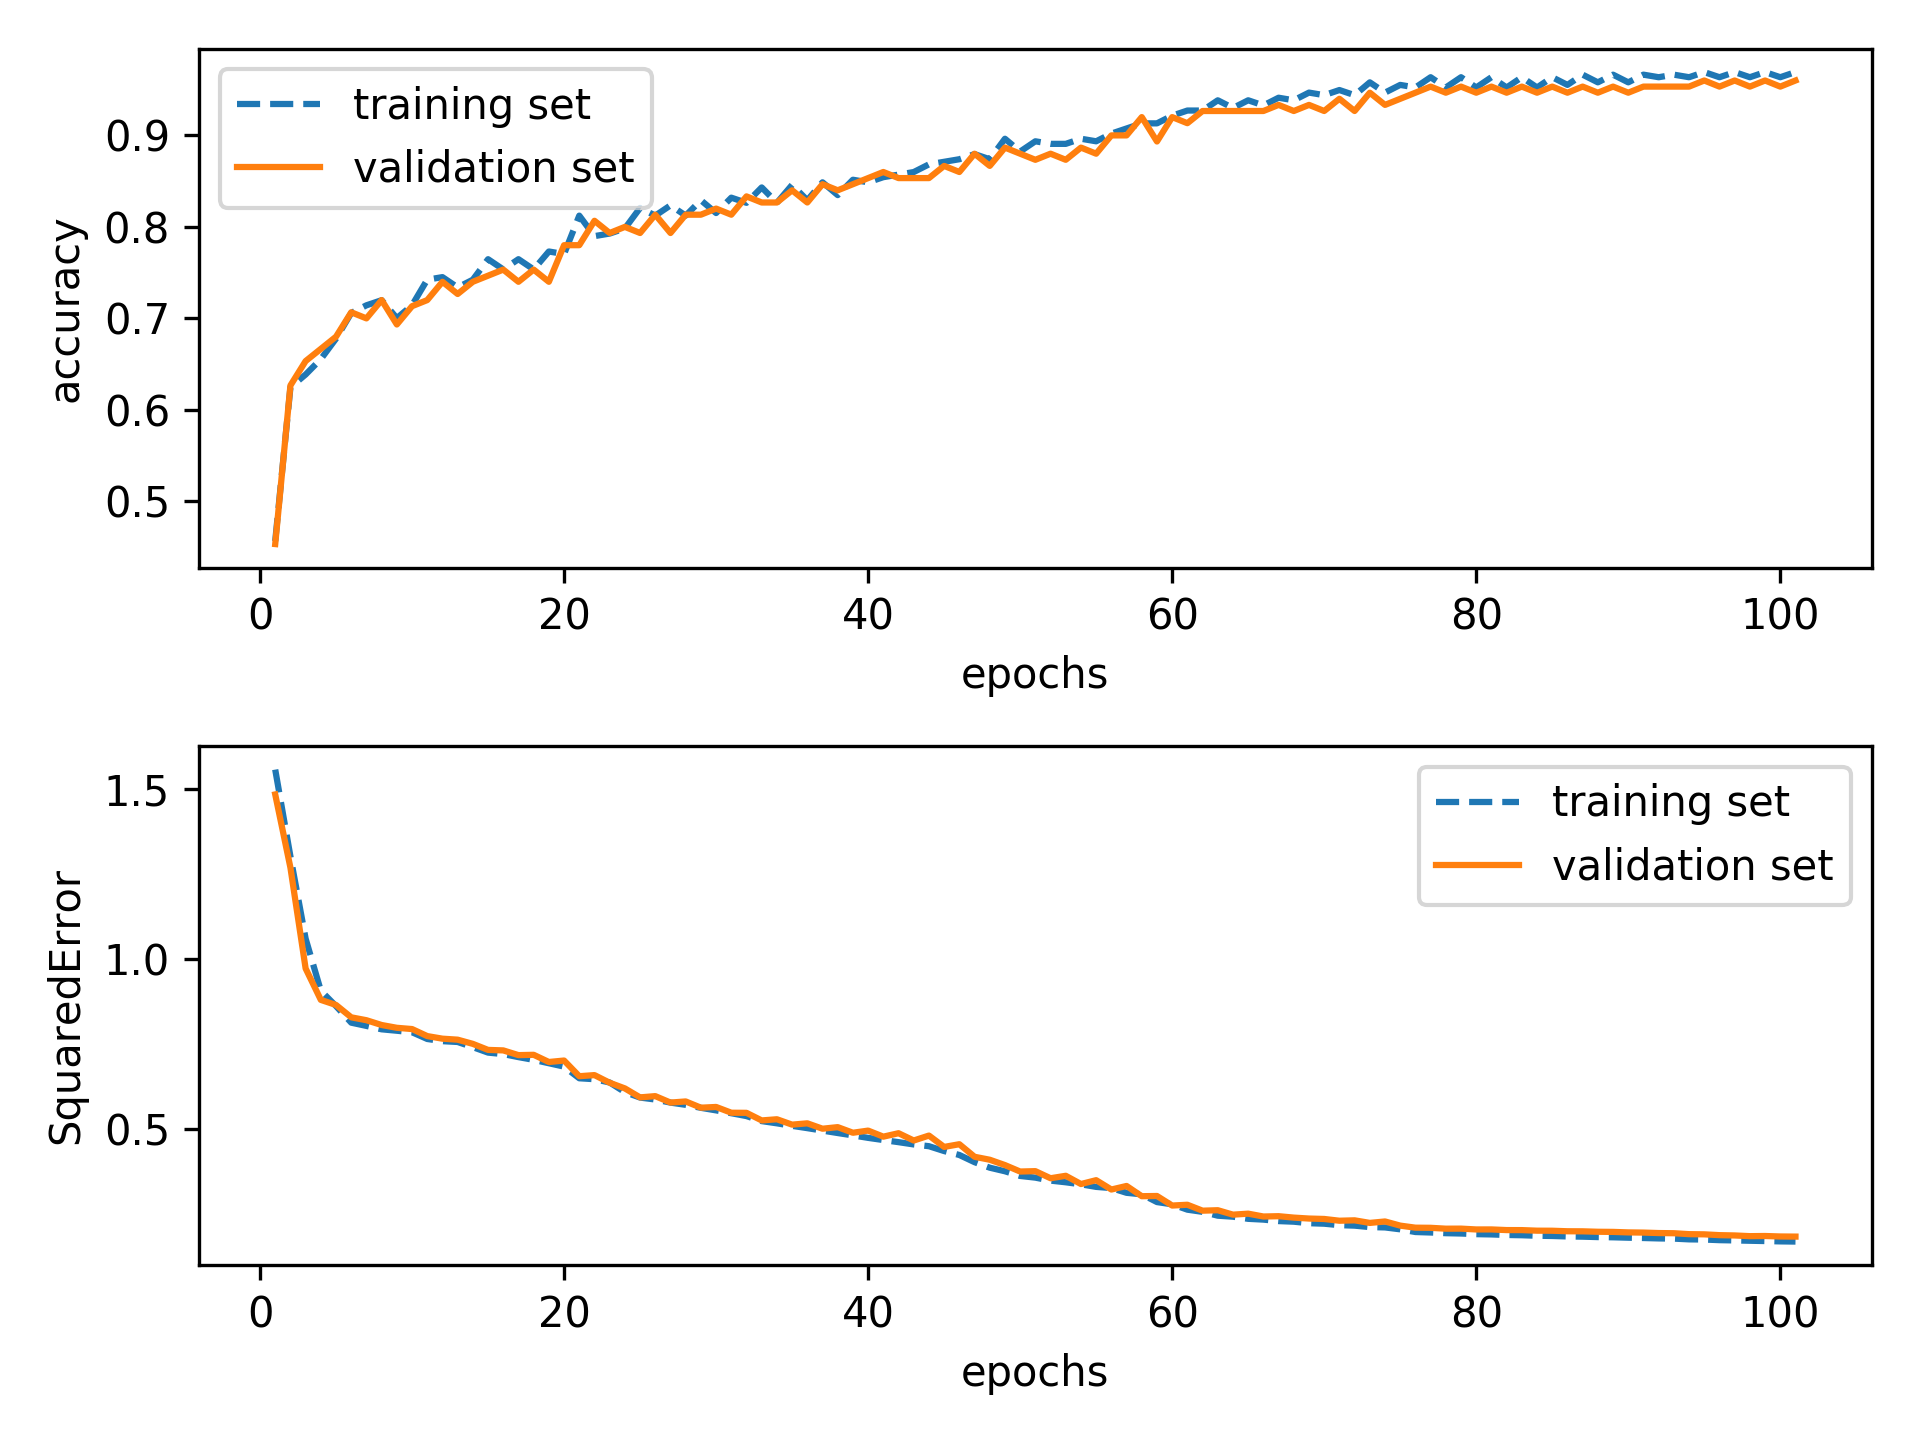 training set
validation set
accuracy
0.9
0.8
0.7
0.6
0.5
0 20 40 60 80 100
epochs
training set
validation set
SquaredError
1.5
1.0
0.5
0 20 40 60 80 100
epochs